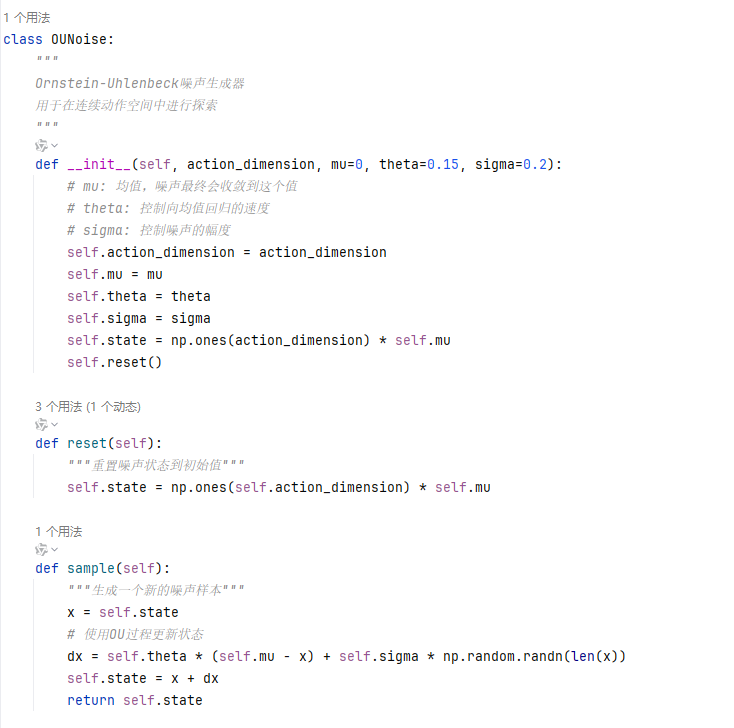 1 个用法
class OUNoise:
"""
Ornstein-Uhlenbeck噪声生成器
用于在连续动作空间中进行探索
"""
def __init__(self, action_dimension, mu=0, theta=0.15, sigma=0.2):
# mu: 均值，噪声最终会收敛到这个值
# theta: 控制向均值回归的速度
# sigma: 控制噪声的幅度
self.action_dimension = action_dimension
self.mu = mu
self.theta = theta
self.sigma = sigma
self.state = np.ones(action_dimension) * self.mu
self.reset()
3 个用法 (1 个动态)
def reset(self):
"""重置噪声状态到初始值"""
self.state = np.ones(self.action_dimension) * self.mu
1 个用法
def sample(self):
"""生成一个新的噪声样本"""
x = self.state
# 使用OU过程更新状态
dx = self.theta * (self.mu - x) + self.sigma * np.random.randn(len(x))
self.state = x + dx
return self.state